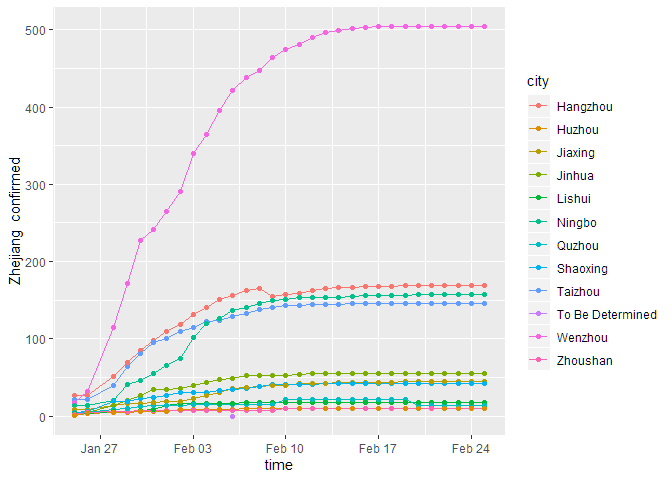 500
400
300
200
100
0
Zhejiang confirmed
Jan 27
Feb 03
Feb 10
Feb 17
Feb 24
time
city
Hangzhou
Huzhou
Jiaxing
Jinhua
Lishui
Ningbo
Quzhou
Shaoxing
Taizhou
To Be Determined
Wenzhou
Zhoushan